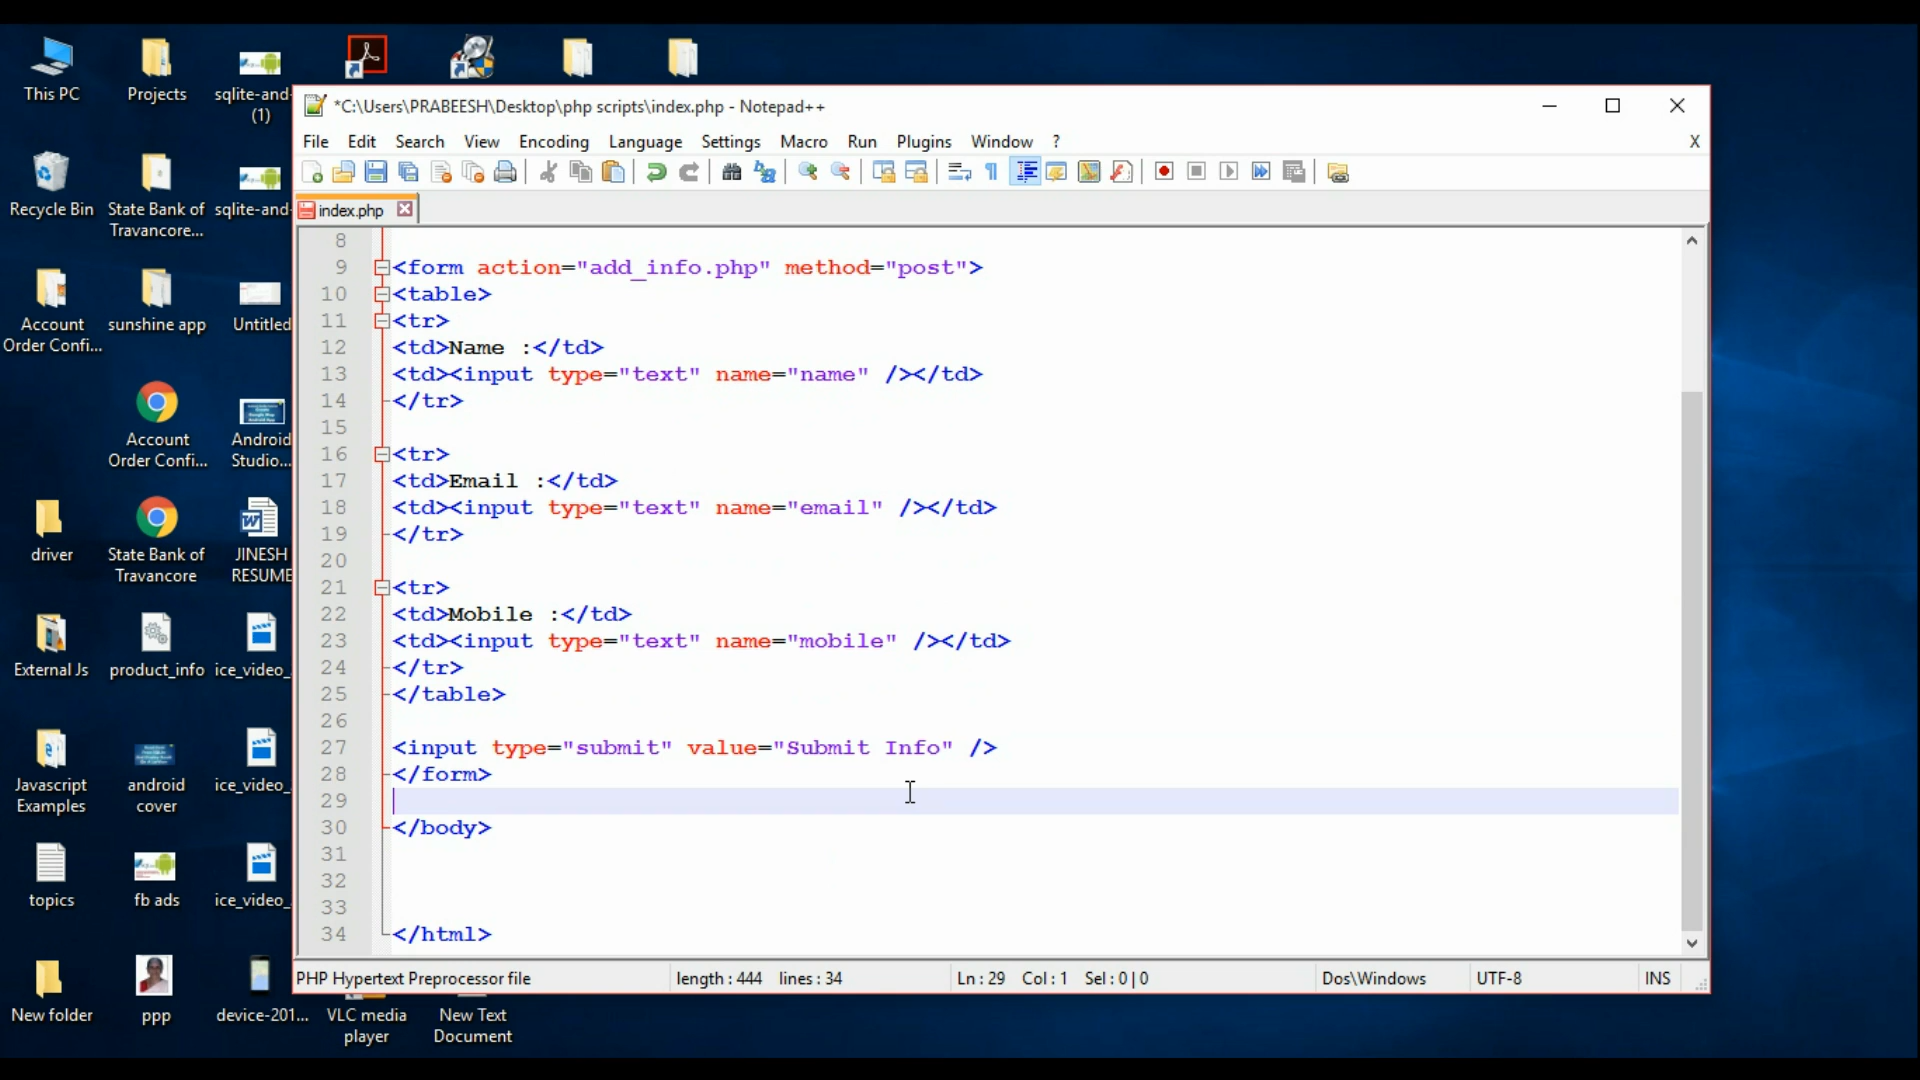 This PC
Projects
sqlite-and-
(1)
Recycle Bin
State Bank of
Travancore...
sqlite-and-
Account
Order Confi...
sunshine app
Untitled
Account
Order Confi...
Android
Studio...
driver
State Bank of
Travancore
JINESH
RESUME
External Js
product_info
ice_video_
Javascript
Examples
android
cover
ice_video_
topics
fb ads
ice_video_
New folder
ppp
device-201...
VLC media
player
New Text
Document
*C:\Users\PRABEESH\Desktop\php scripts\index.php - Notepad++
File Edit Search View Encoding Language Settings Macro Run Plugins Window ? X
index.php
8
9 <form action="add_info.php" method="post">
10 <table>
11 <tr>
12 <td>Name :</td>
13 <td><input type="text" name="name" /></td>
14 </tr>
15
16 <tr>
17 <td>Email :</td>
18 <td><input type="text" name="email" /></td>
19 </tr>
20
21 <tr>
22 <td>Mobile :</td>
23 <td><input type="text" name="mobile" /></td>
24 </tr>
25 </table>
26
27 <input type="submit" value="Submit Info" />
28 </form>
29
30 </body>
31
32
33
34 </html>
PHP Hypertext Preprocessor file length : 444 lines : 34 Ln : 29 Col : 1 Sel : 0 | 0 Dos\Windows UTF-8 INS